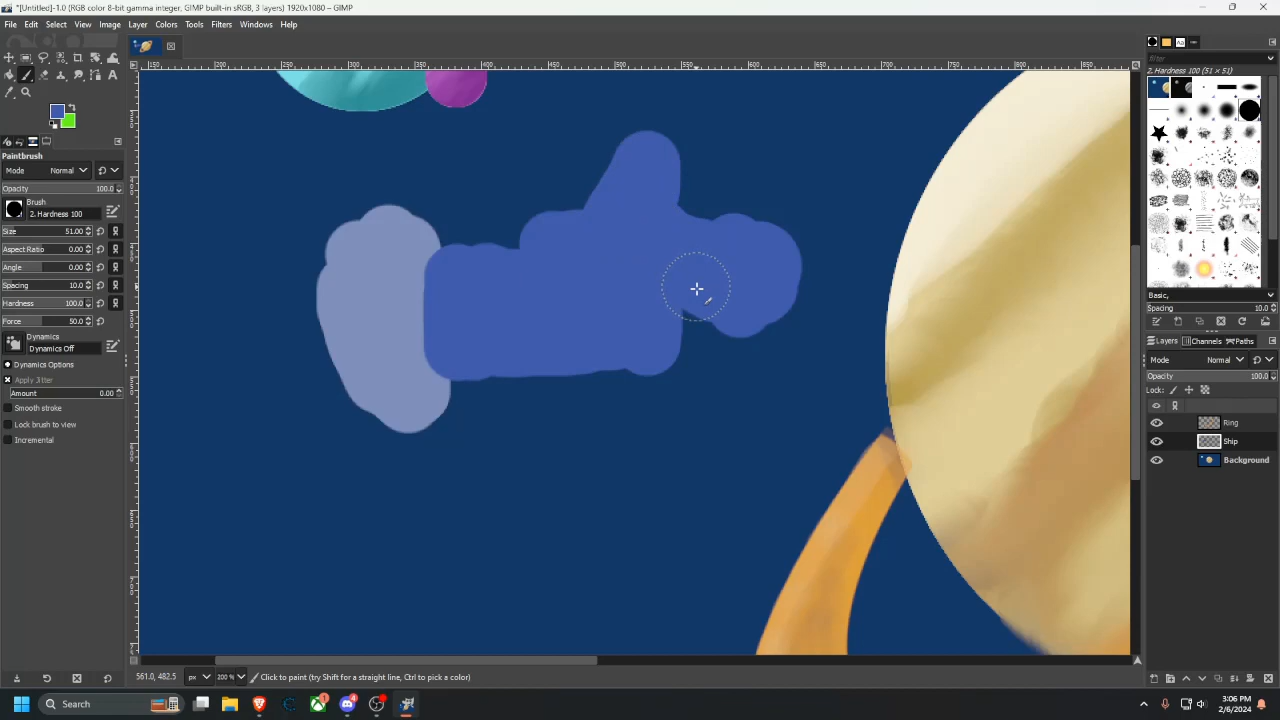 *[Untitled]-1.0 (RGB color 8-bit gamma integer, GIMP built-in sRGB, 3 layers) 1920x1080 – GIMP
File Edit Select View Image Layer Colors Tools Filters Windows Help
Paintbrush
Mode Normal
Opacity 100.0
Brush
2. Hardness 100
Size 51.00
Aspect Ratio 0.00
Angle 0.00
Spacing 10.0
Hardness 100.0
Force 50.0
Dynamics
Dynamics Off
Dynamics Options
Apply Jitter
Amount 0.00
Smooth stroke
Lock brush to view
Incremental
filter
2. Hardness 100 (51 × 51)
Basic,
Spacing 10.0
Layers Channels Paths
Mode Normal
Opacity 100.0
Lock:
Ring
Ship
Background
561.0, 482.5 px 200 % Click to paint (try Shift for a straight line, Ctrl to pick a color)
Search
3:06 PM
2/6/2024